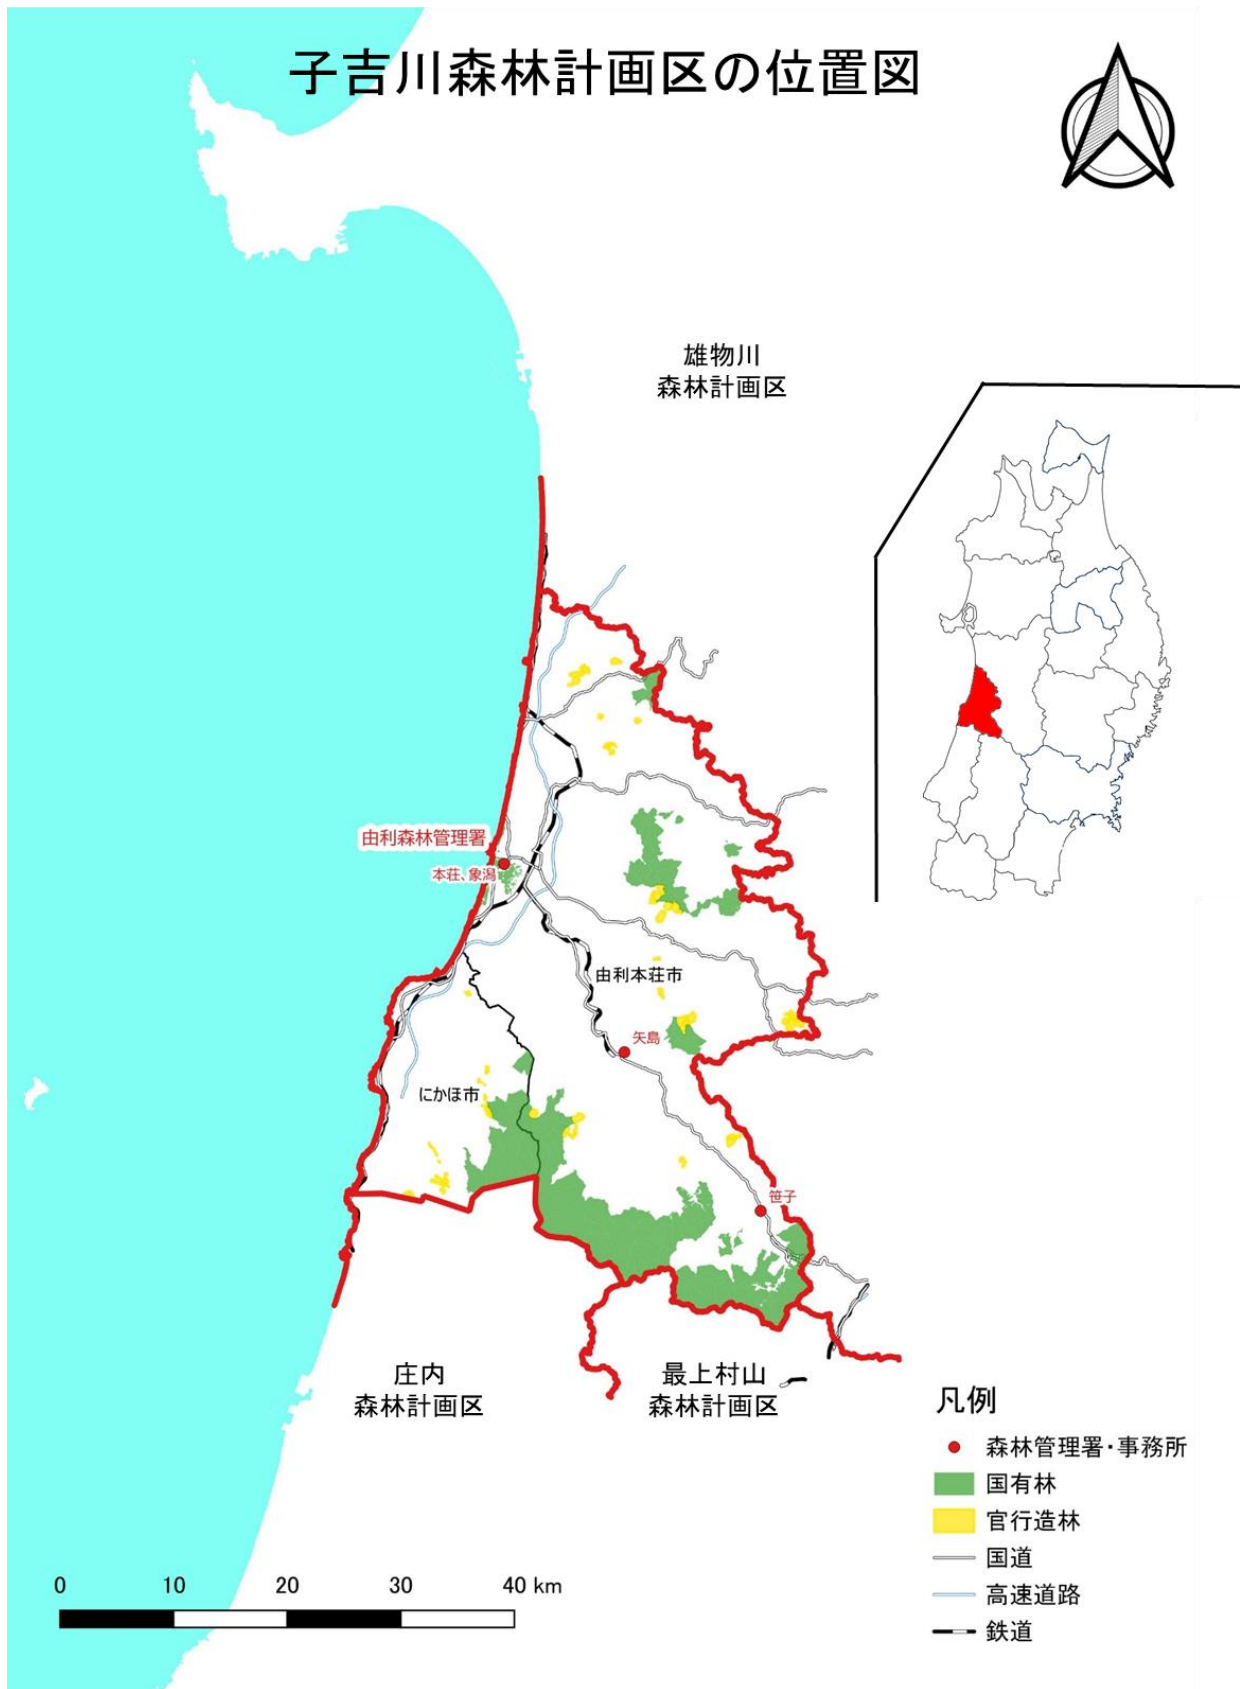 子吉川森林計画区の位置図
雄物川
森林計画区
由利森林管理署
本荘、象潟
由利本荘市
矢島
にかほ市
笹子
庄内
森林計画区
最上村山
森林計画区
凡例
森林管理署・事務所
国有林
官行造林
国道
高速道路
鉄道
0 10 20 30 40 km